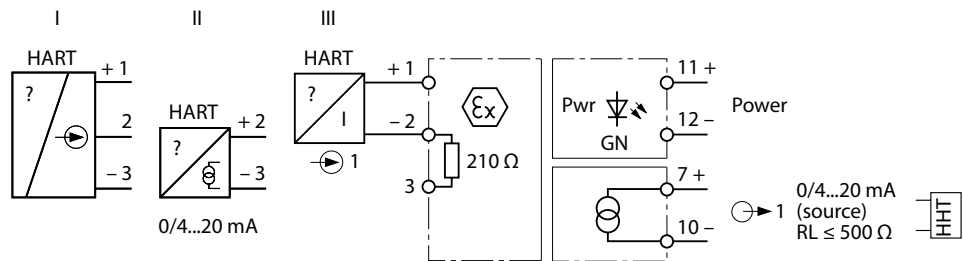 I II III
HART
? + 1
2
– 3
HART
? + 2
– 3
0/4...20 mA
HART
? + 1
I – 2
1
3
210 Ω
Ex
Pwr
GN
11 +
12 –
Power
7 +
10 –
1
0/4...20 mA
(source)
RL ≤ 500 Ω
HHT